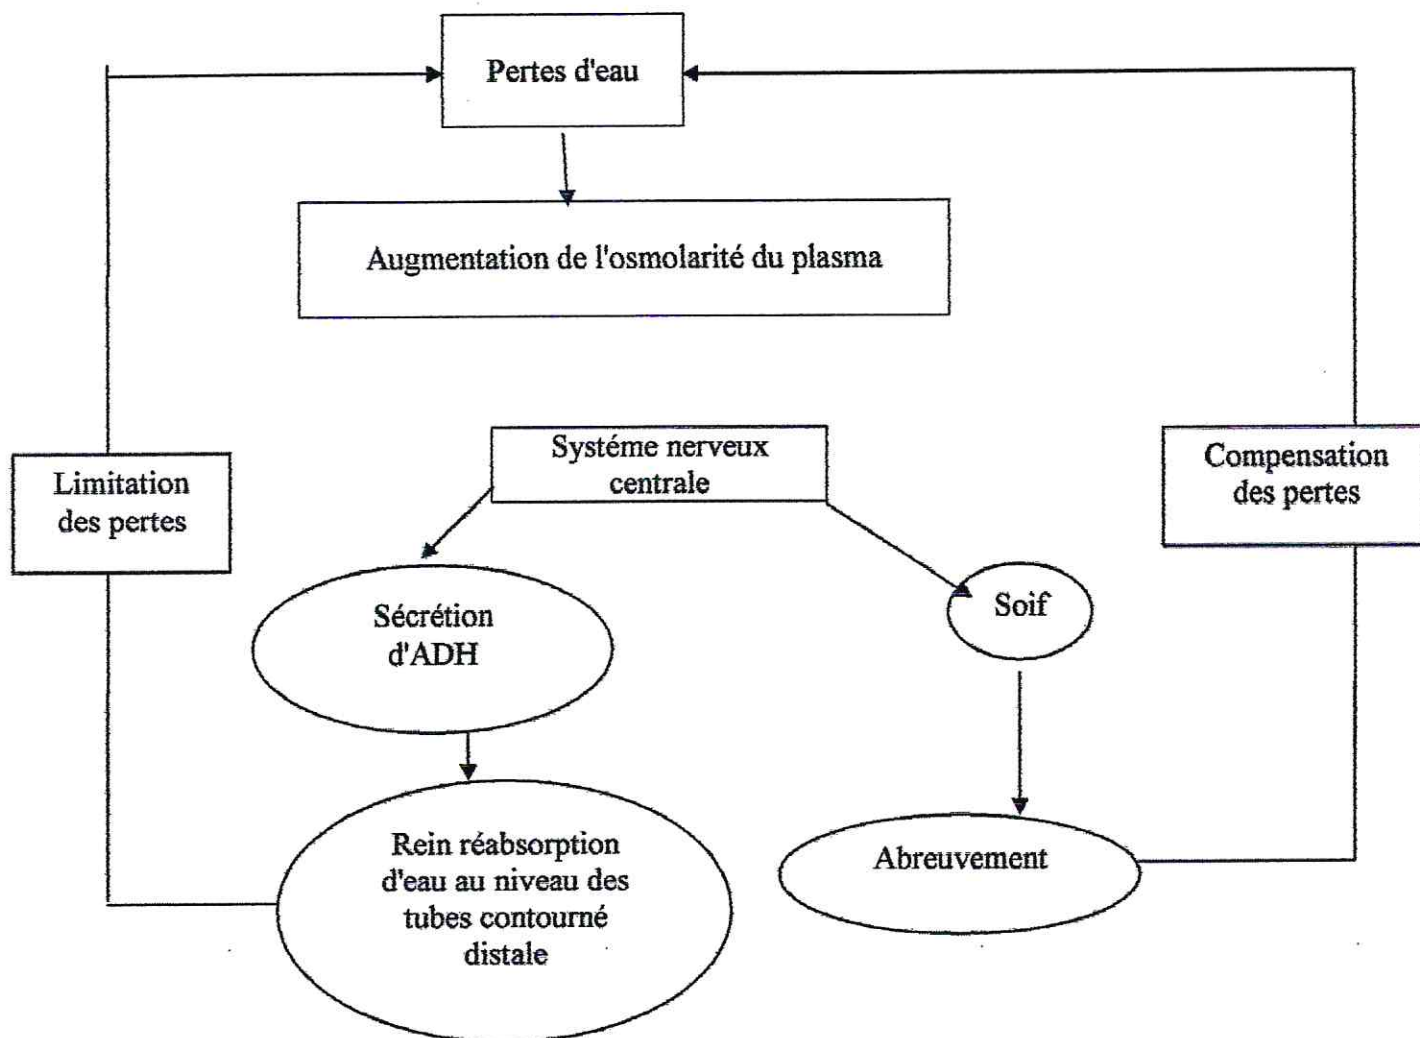 Pertes d'eau
Augmentation de l'osmolarité du plasma
Systéme nerveux
centrale
Limitation
des pertes
Compensation
des pertes
Sécrétion
d'ADH
Soif
Rein réabsorption
d'eau au niveau des
tubes contourné
distale
Abreuvement